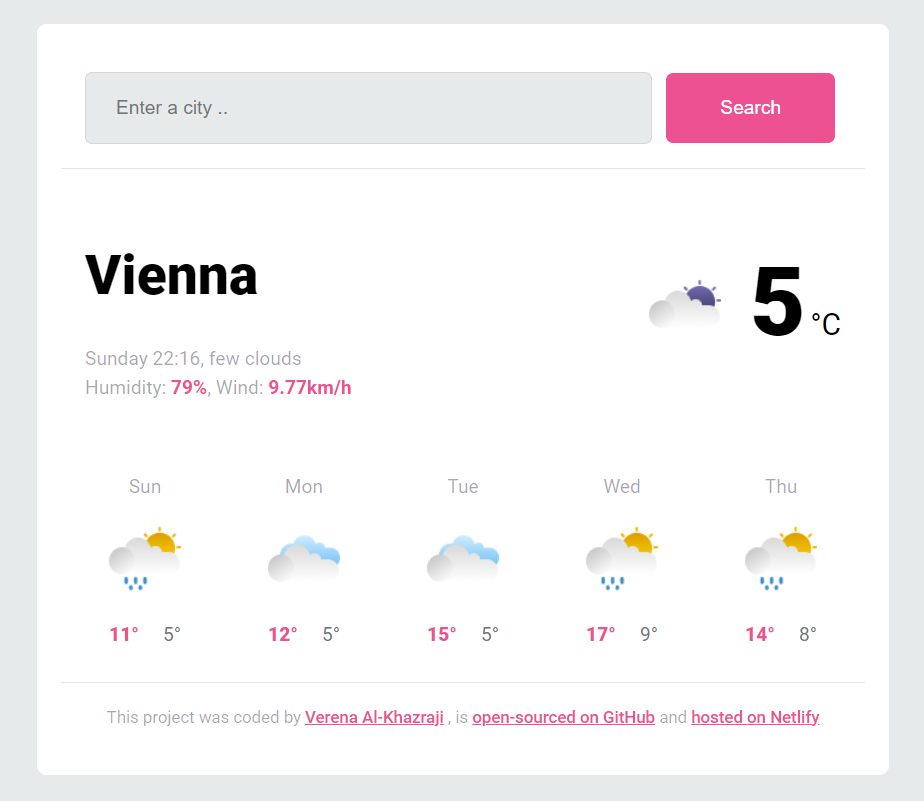 Enter a city ..
Search
Vienna
5 °C
Sunday 22:16, few clouds
Humidity: 79%, Wind: 9.77km/h
Sun Mon Tue Wed Thu
11° 5° 12° 5° 15° 5° 17° 9° 14° 8°
This project was coded by Verena Al-Khazraji , is open-sourced on GitHub and hosted on Netlify